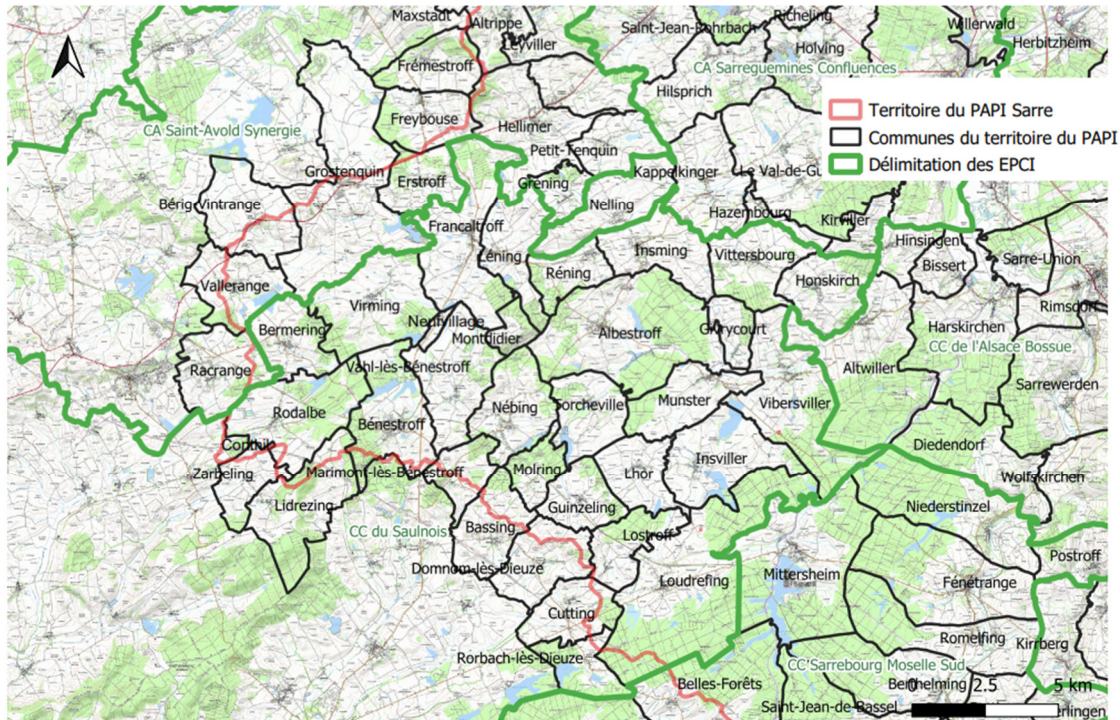 Maxstadt
Altrippe
Leyviller
Saint-Jean-Rohrbach
Richeling
Willerwald
Herbitzheim
Holving
CA Sarreguemines Confluences
Frémestroff
Hilsprich
Territoire du PAPI Sarre
Communes du territoire du PAPI
Délimitation des EPCI
Freybouse
Hellimer
CA Saint-Avold Synergie
Petit-Tenquin
Grostenquin
Erstroff
Grening
Kappelkinger
Le Val-de-Gu
Bérig-Vintrange
Nelling
Hazembourg
Kirviller
Francaltroff
Hinsingen
Léning
Insming
Vittersbourg
Bissert
Sarre-Union
Réning
Honskirch
Vallerange
Virming
Rimsdorf
Bermering
Neufvillage
Montdidier
Albestroff
Givrycourt
Harskirchen
CC de l'Alsace Bossue
Racrange
Vahl-lès-Bénestroff
Altwiller
Sarrewerden
Rodalbe
Nébing
Torcheville
Munster
Vibersviller
Bénestroff
Conthil
Diedendorf
Zarbeling
Marimont-lès-Bénestroff
Molring
Lhor
Insviller
Wolfskirchen
Lidrezing
Guinzeling
Niederstinzel
CC du Saulnois
Bassing
Lostroff
Postroff
Domnom-lès-Dieuze
Loudrefing
Mittersheim
Fénétrange
Cutting
Romelfing
Kirrberg
Rorbach-lès-Dieuze
CC Sarrebourg Moselle Sud
Belles-Forêts
Berthelming
0 2.5 5 km
Saint-Jean-de-Bassel
erlingen